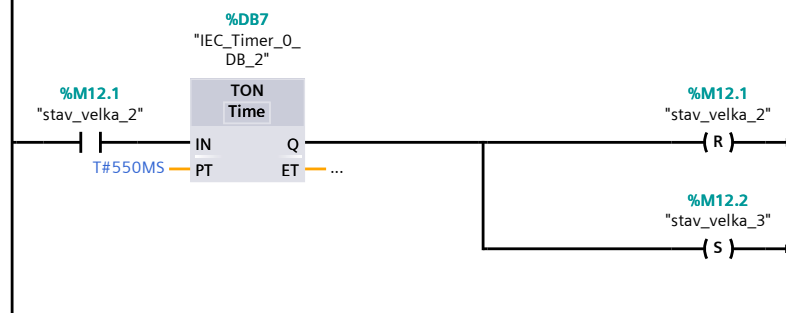 %DB7
"IEC_Timer_0_
DB_2"
TON
Time
%M12.1
"stav_velka_2"
IN
Q
T#550MS
PT
ET
...
%M12.1
"stav_velka_2"
R
%M12.2
"stav_velka_3"
S